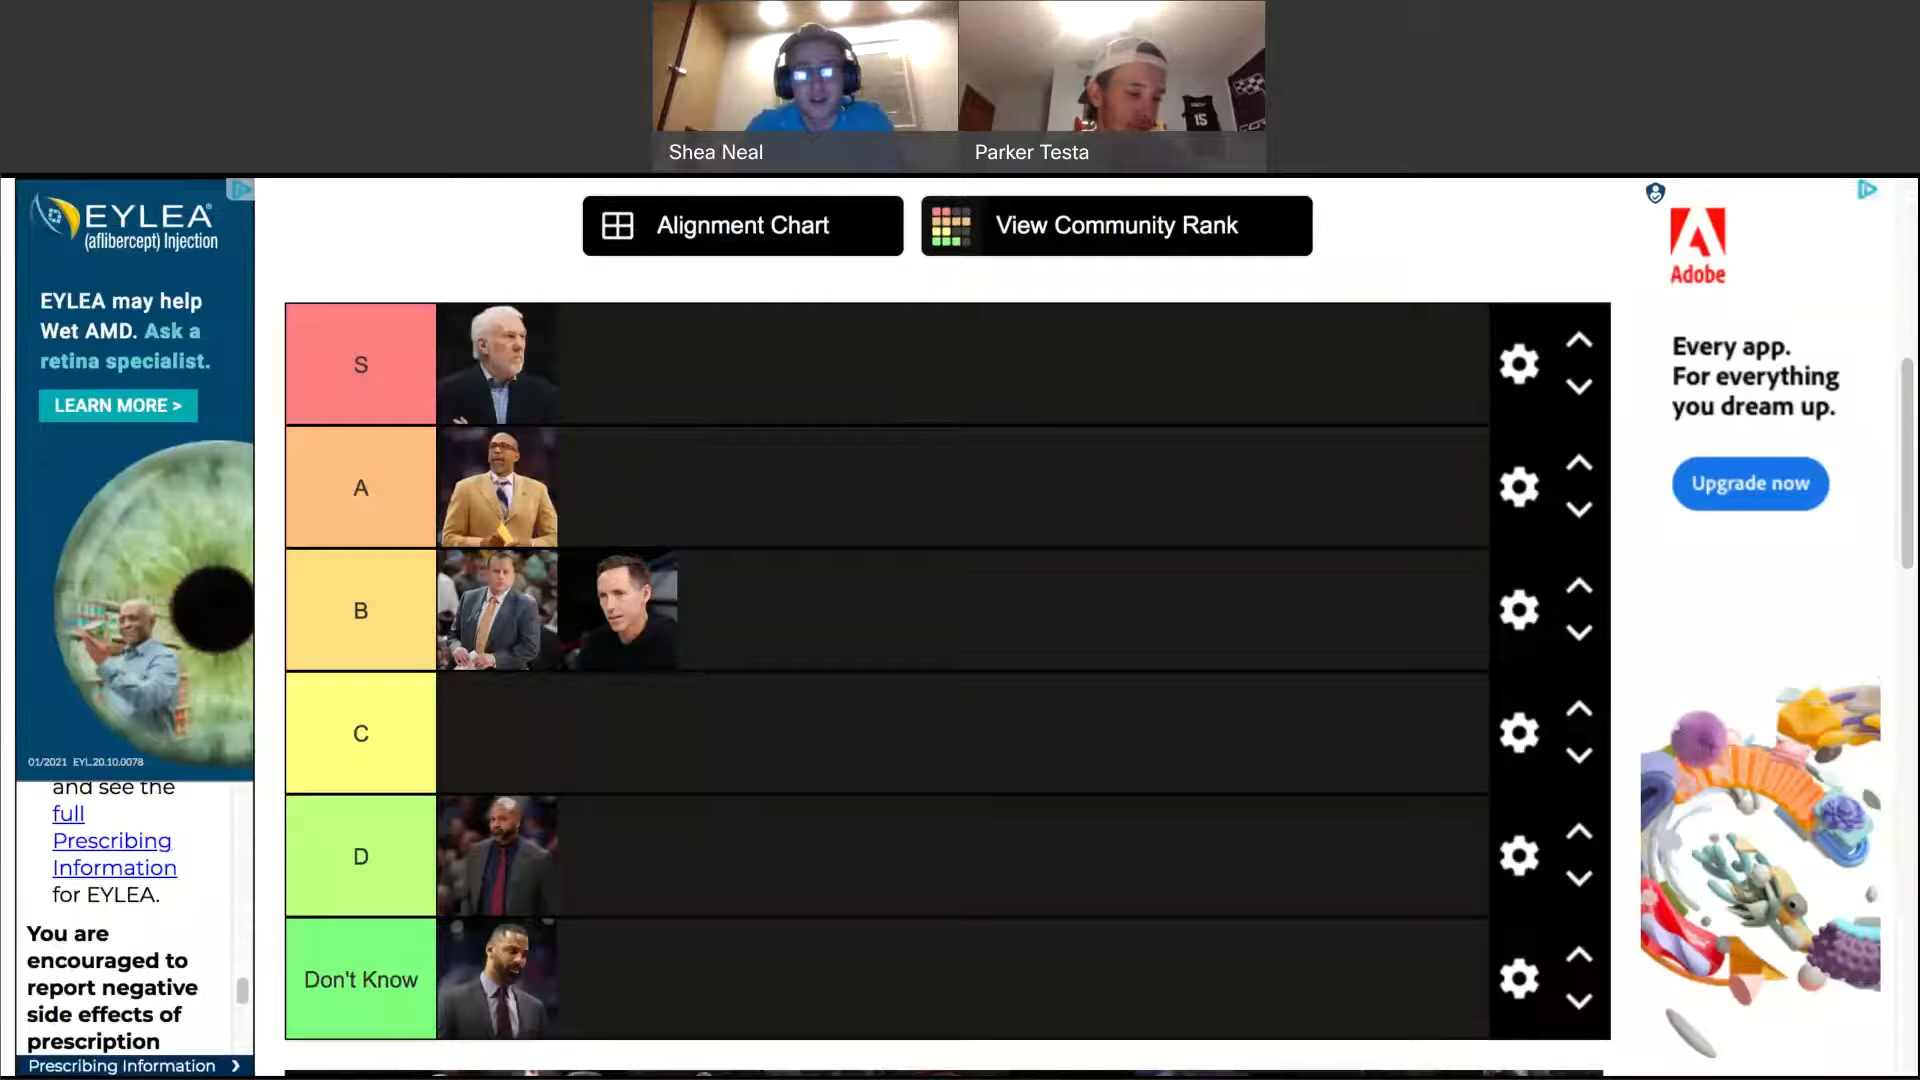 Shea Neal
Parker Testa
EYLEA®
(aflibercept) Injection
EYLEA may help
Wet AMD. Ask a
retina specialist.
LEARN MORE >
01/2021 EYL.20.10.0078
and see the
full
Prescribing
Information
for EYLEA.
You are
encouraged to
report negative
side effects of
prescription
Prescribing Information
Alignment Chart
View Community Rank
S
A
B
C
D
Don't Know
15
Adobe
Every app.
For everything
you dream up.
Upgrade now